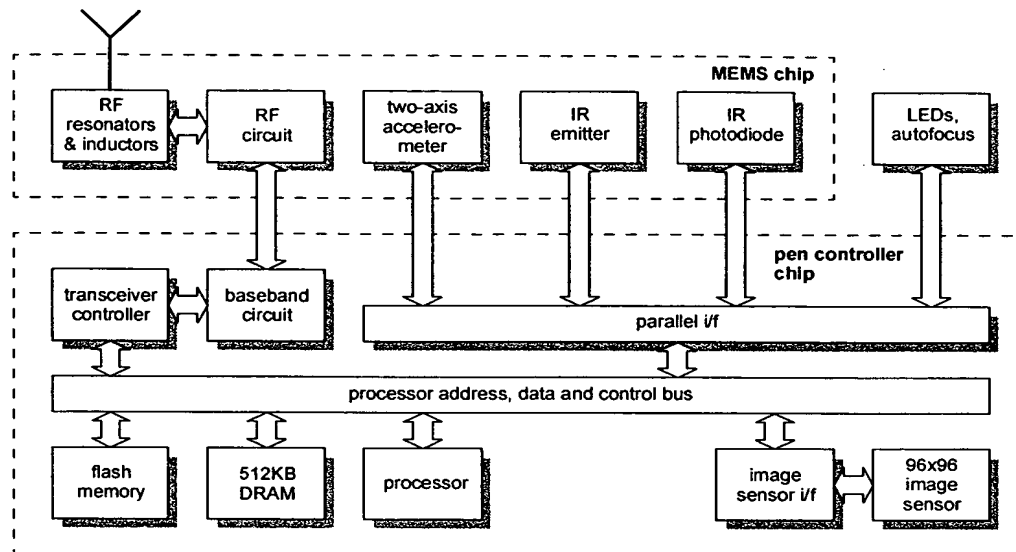 MEMS chip
RF
resonators
& inductors
RF
circuit
two-axis
accelero-
meter
IR
emitter
IR
photodiode
LEDs,
autofocus
pen controller
chip
transceiver
controller
baseband
circuit
parallel i/f
processor address, data and control bus
flash
memory
512KB
DRAM
processor
image
sensor i/f
96x96
image
sensor